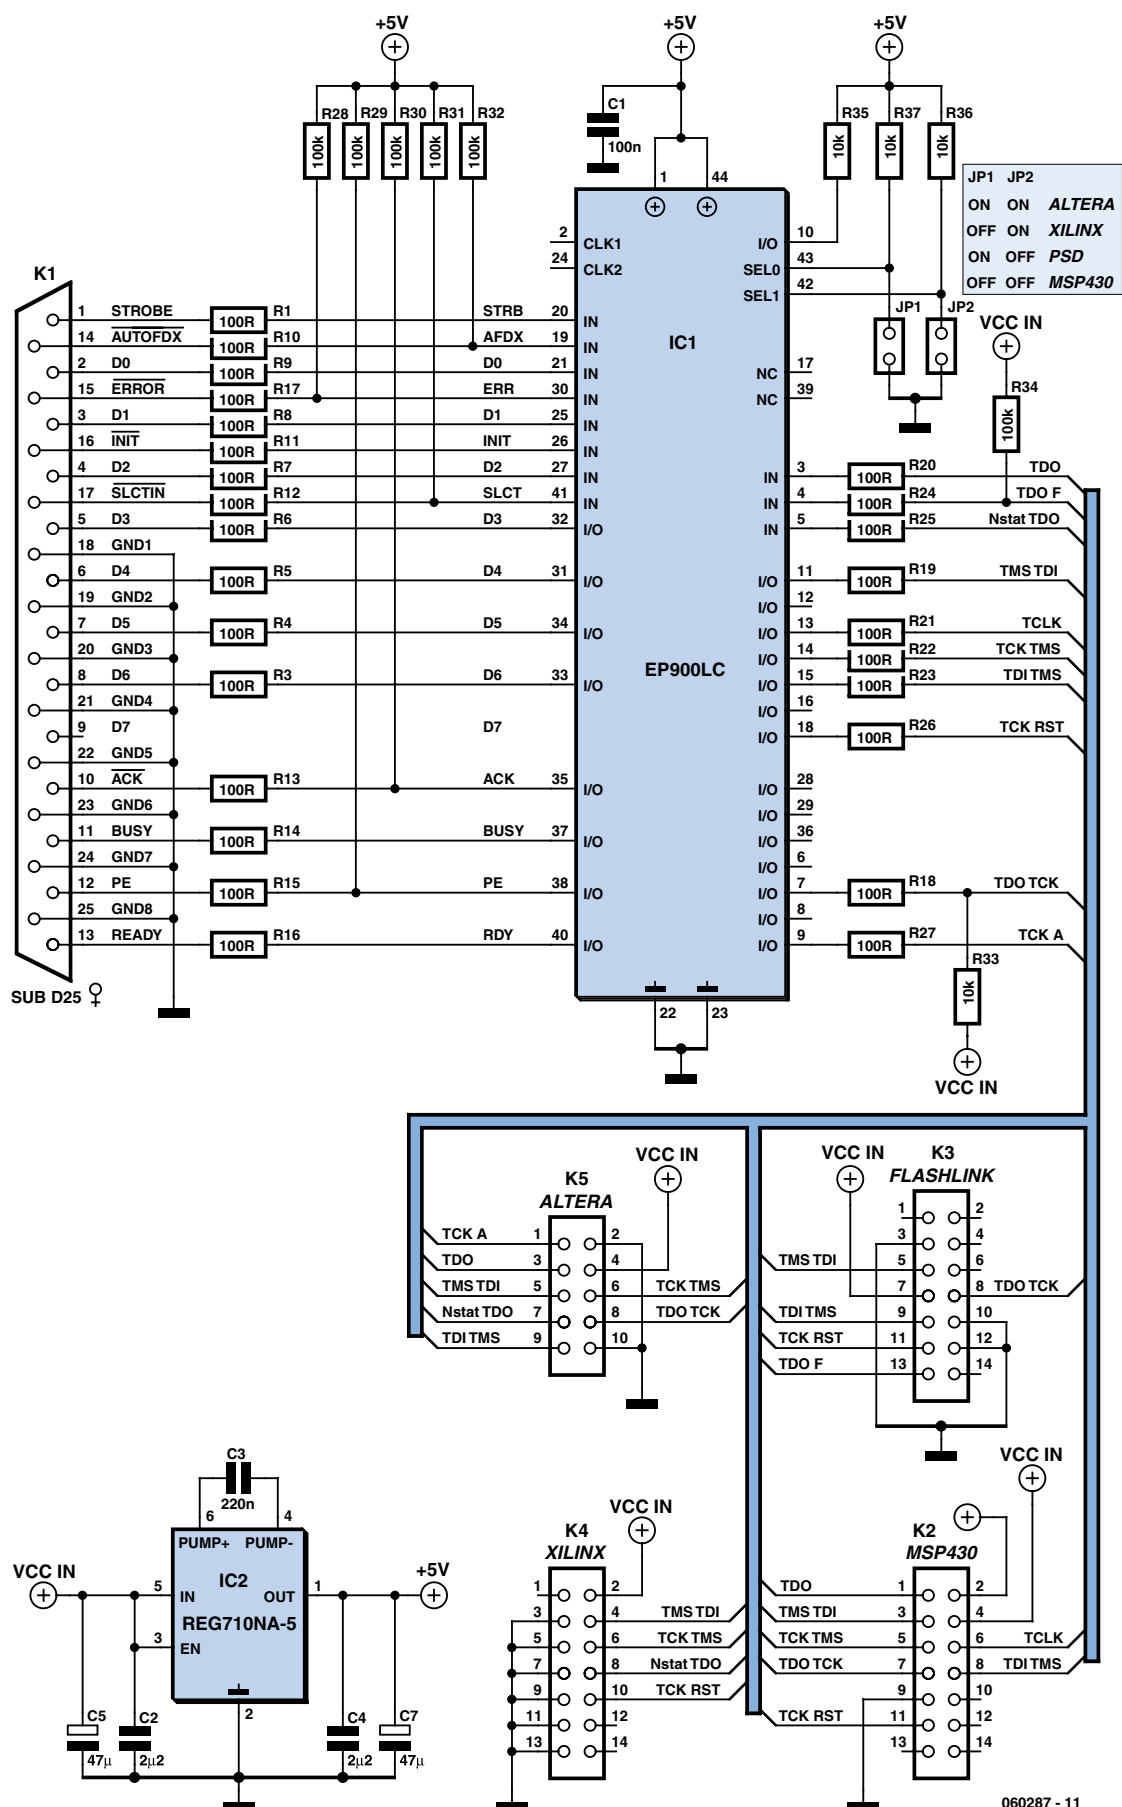 +5V +5V +5V
R28 R29 R30 R31 R32 C1 R35 R37 R36
100k 100k 100k 100k 100k 100n 10k 10k 10k
1 44
JP1 JP2
ON ON ALTERA
OFF ON XILINX
ON OFF PSD
OFF OFF MSP430
2 CLK1 I/O 10
24 CLK2 SEL0 43
SEL1 42
K1
JP1 JP2
VCC IN
IC1
R34
100k
1 STROBE 100R R1 STRB 20 IN
14 AUTOFDX 100R R10 AFDX 19 IN
2 D0 100R R9 D0 21 IN NC 17
15 ERROR 100R R17 ERR 30 IN NC 39
3 D1 100R R8 D1 25 IN
16 INIT 100R R11 INIT 26 IN
4 D2 100R R7 D2 27 IN IN 3 100R R20 TDO
17 SLCTIN 100R R12 SLCT 41 IN IN 4 100R R24 TDO F
5 D3 100R R6 D3 32 I/O IN 5 100R R25 Nstat TDO
18 GND1
6 D4 100R R5 D4 31 I/O I/O 11 100R R19 TMS TDI
19 GND2 I/O 12
7 D5 100R R4 D5 34 I/O I/O 13 100R R21 TCLK
20 GND3 I/O 14 100R R22 TCK TMS
8 D6 100R R3 D6 33 I/O EP900LC I/O 15 100R R23 TDI TMS
21 GND4 I/O 16
9 D7 D7 I/O 18 100R R26 TCK RST
22 GND5
10 ACK 100R R13 ACK 35 I/O I/O 28
23 GND6 I/O 29
11 BUSY 100R R14 BUSY 37 I/O I/O 36
24 GND7 I/O 6
12 PE 100R R15 PE 38 I/O I/O 7 100R R18 TDO TCK
25 GND8 I/O 8
13 READY 100R R16 RDY 40 I/O I/O 9 100R R27 TCK A
SUB D25 ♀
22 23
R33
10k
VCC IN
VCC IN
K5
ALTERA
TCK A 1 2
TDO 3 4
TMS TDI 5 6 TCK TMS
Nstat TDO 7 8 TDO TCK
TDI TMS 9 10
VCC IN
K3
FLASHLINK
1 2
3 4
TMS TDI 5 6
7 8 TDO TCK
TDI TMS 9 10
TCK RST 11 12
TDO F 13 14
C3
220n
6 4
PUMP+ PUMP-
VCC IN 5 IN IC2 OUT 1 +5V
REG710NA-5
3 EN
2
C5 C2 C4 C7
47µ 2µ2 2µ2 47µ
VCC IN
K4
XILINX
1 2
3 4 TMS TDI
5 6 TCK TMS
7 8 Nstat TDO
9 10 TCK RST
11 12
13 14
VCC IN
K2
MSP430
TDO 1 2
TMS TDI 3 4
TCK TMS 5 6 TCLK
TDO TCK 7 8 TDI TMS
9 10
TCK RST 11 12
13 14
060287 - 11